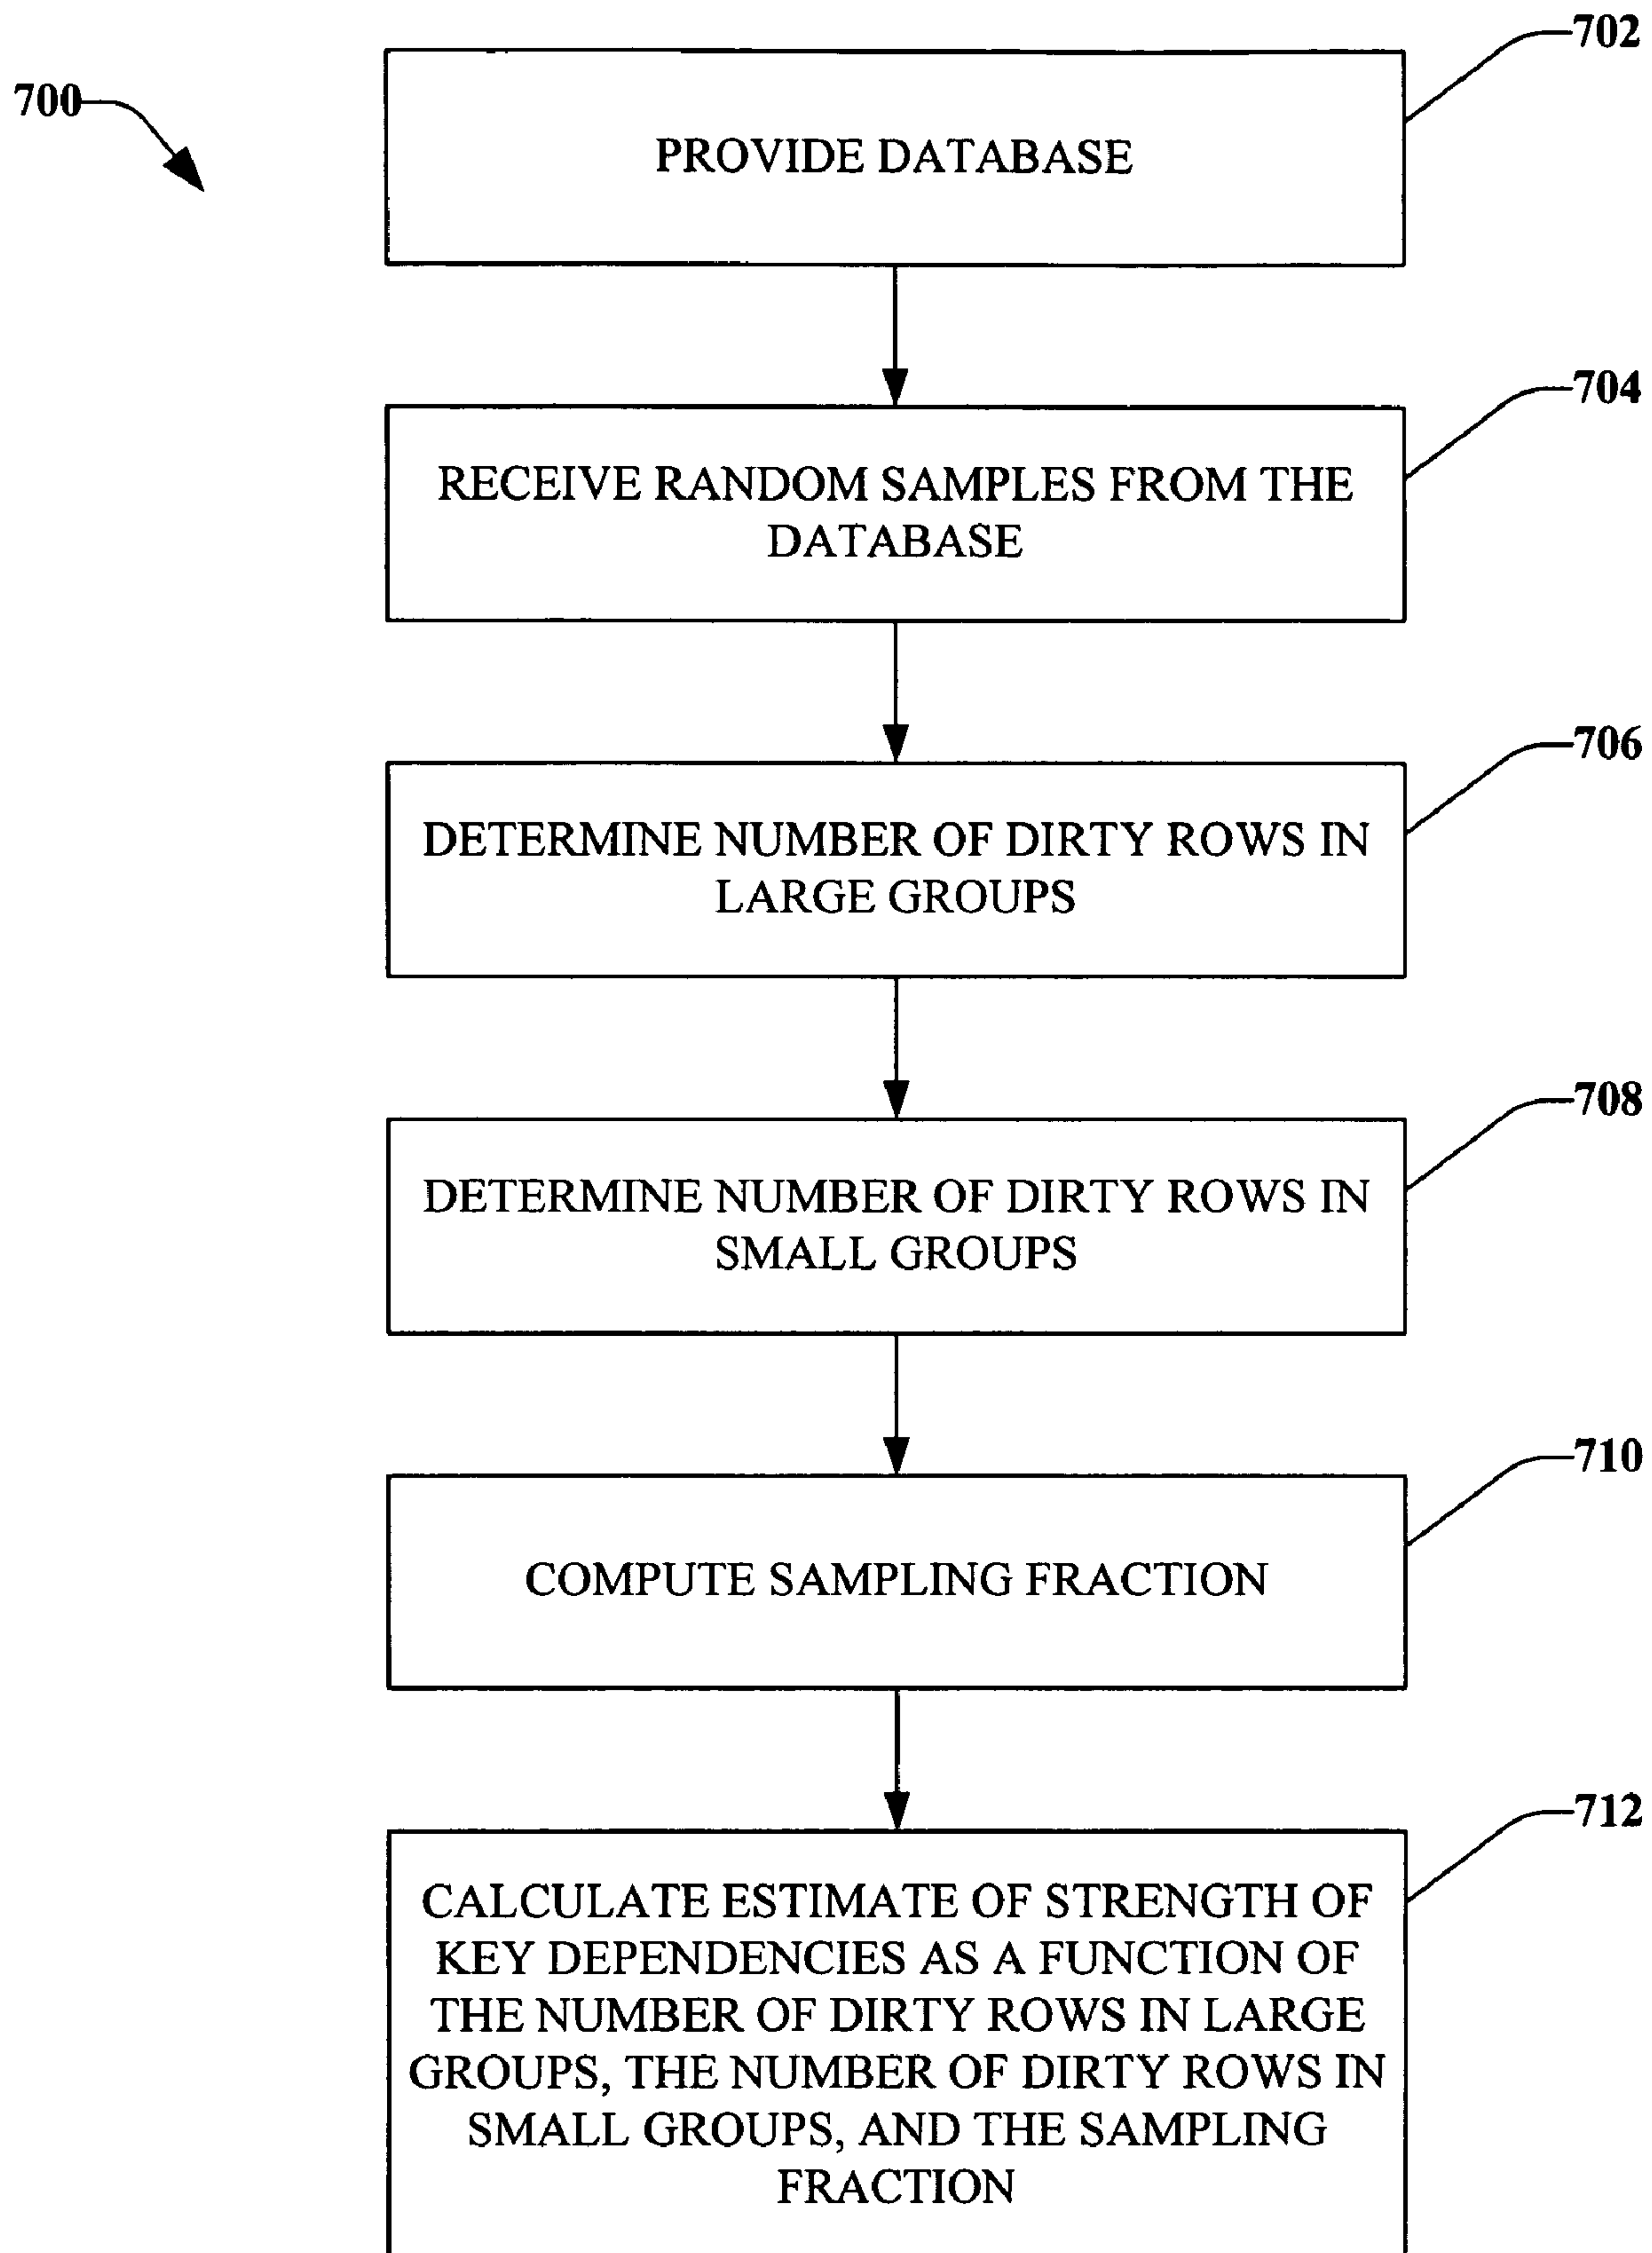 702
700
PROVIDE DATABASE
704
RECEIVE RANDOM SAMPLES FROM THE
DATABASE
706
DETERMINE NUMBER OF DIRTY ROWS IN
LARGE GROUPS
708
DETERMINE NUMBER OF DIRTY ROWS IN
SMALL GROUPS
710
COMPUTE SAMPLING FRACTION
712
CALCULATE ESTIMATE OF STRENGTH OF
KEY DEPENDENCIES AS A FUNCTION OF
THE NUMBER OF DIRTY ROWS IN LARGE
GROUPS, THE NUMBER OF DIRTY ROWS IN
SMALL GROUPS, AND THE SAMPLING
FRACTION